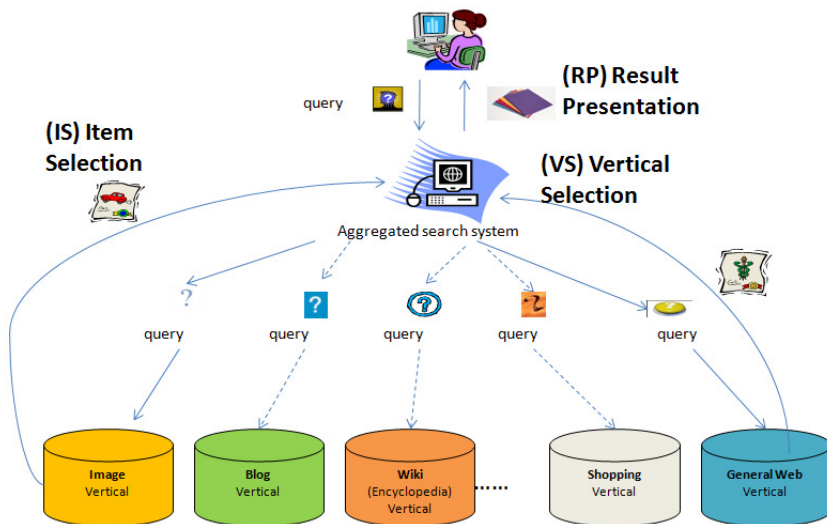 (RP) Result
Presentation
query
(IS) Item
Selection
(VS) Vertical
Selection
Aggregated search system
?
?
?
query
query
query
query
query
Image
Vertical
Blog
Vertical
Wiki
(Encyclopedia)
Vertical
......
Shopping
Vertical
General Web
Vertical